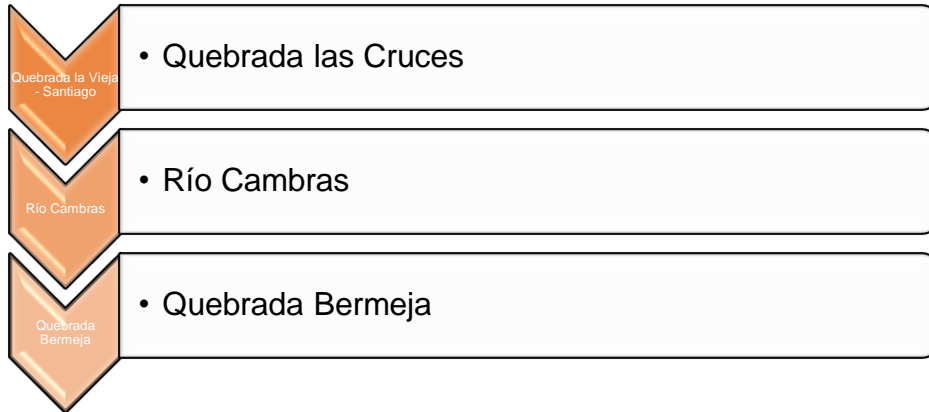 Quebrada la Vieja
- Santiago
• Quebrada las Cruces
Río Cambras
• Río Cambras
Quebrada
Bermeja
• Quebrada Bermeja